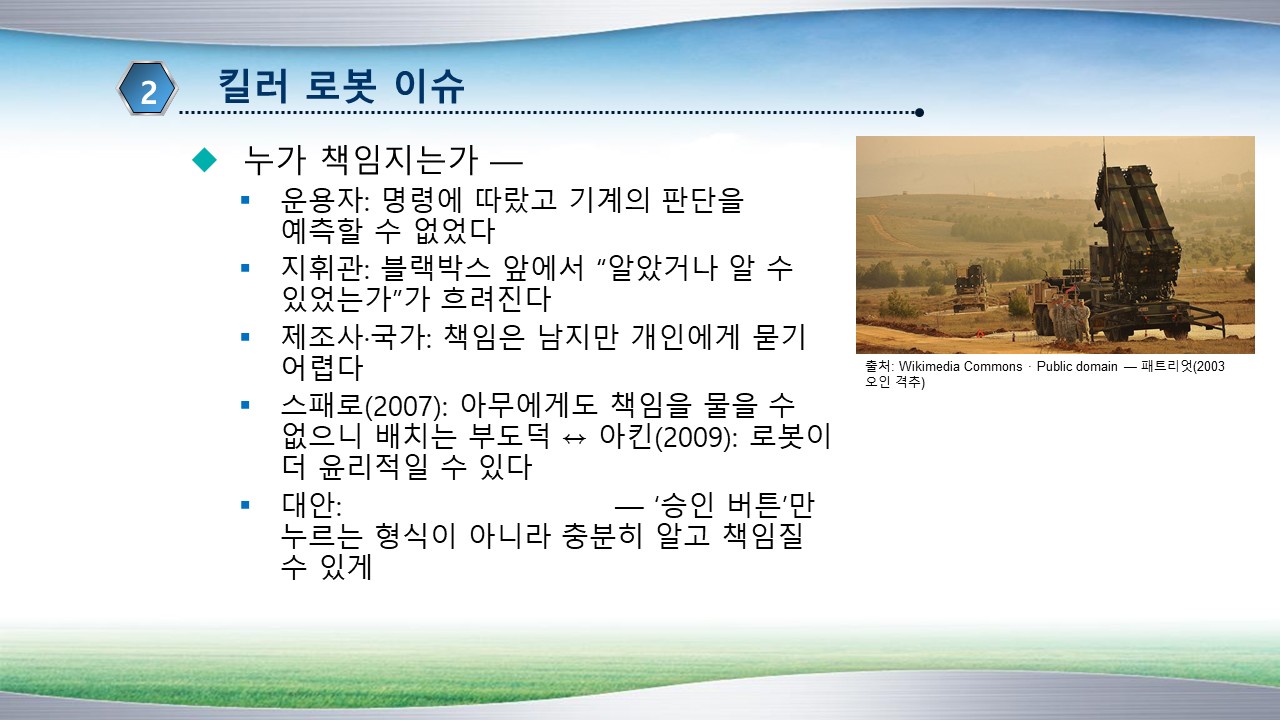 2
킬러 로봇 이슈
누가 책임지는가 —
운용자: 명령에 따랐고 기계의 판단을
예측할 수 없었다
지휘관: 블랙박스 앞에서 “알았거나 알 수
있었는가”가 흐려진다
제조사·국가: 책임은 남지만 개인에게 묻기
어렵다
스패로(2007): 아무에게도 책임을 물을 수
없으니 배치는 부도덕 ↔ 아킨(2009): 로봇이
더 윤리적일 수 있다
대안: — ‘승인 버튼’만
누르는 형식이 아니라 충분히 알고 책임질
수 있게
출처: Wikimedia Commons · Public domain — 패트리엇(2003
오인 격추)